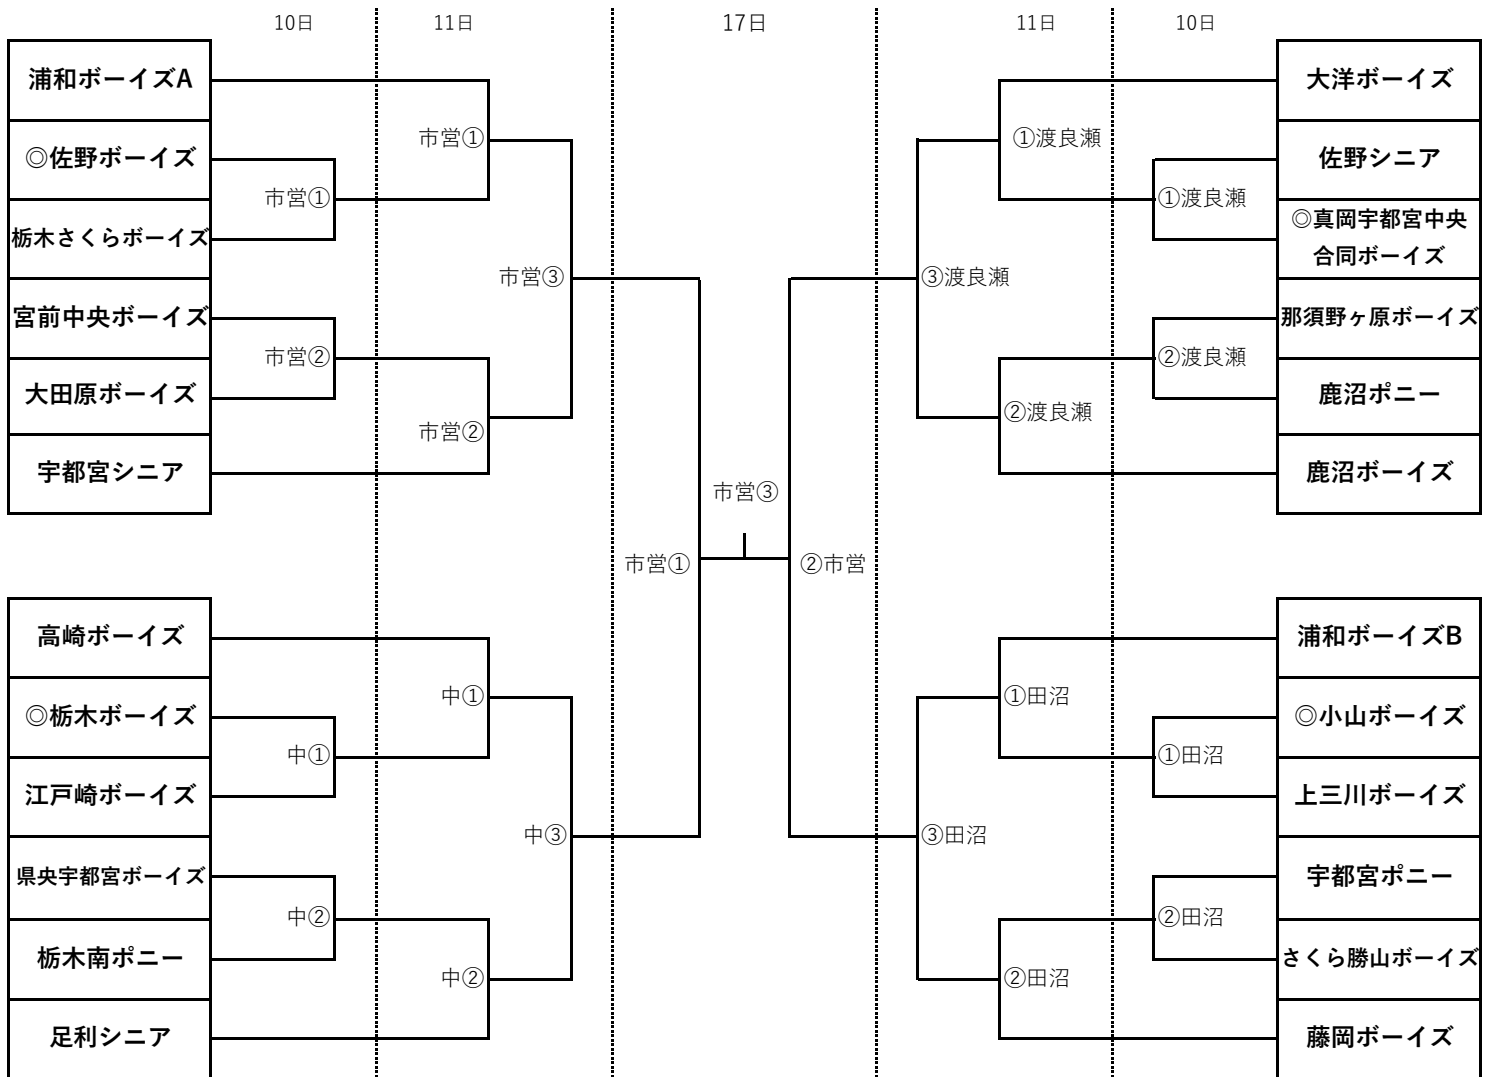 10日
11日
17日
11日
10日
浦和ボーイズA
◎佐野ボーイズ
栃木さくらボーイズ
宮前中央ボーイズ
大田原ボーイズ
宇都宮シニア
市営①
市営②
市営①
市営②
市営③
高崎ボーイズ
◎栃木ボーイズ
江戸崎ボーイズ
県央宇都宮ボーイズ
栃木南ポニー
足利シニア
中①
中②
中①
中②
中③
市営①
市営③
②市営
③渡良瀬
①渡良瀬
②渡良瀬
①渡良瀬
②渡良瀬
大洋ボーイズ
佐野シニア
◎真岡宇都宮中央
合同ボーイズ
那須野ヶ原ボーイズ
鹿沼ポニー
鹿沼ボーイズ
③田沼
①田沼
②田沼
①田沼
②田沼
浦和ボーイズB
◎小山ボーイズ
上三川ボーイズ
宇都宮ポニー
さくら勝山ボーイズ
藤岡ボーイズ